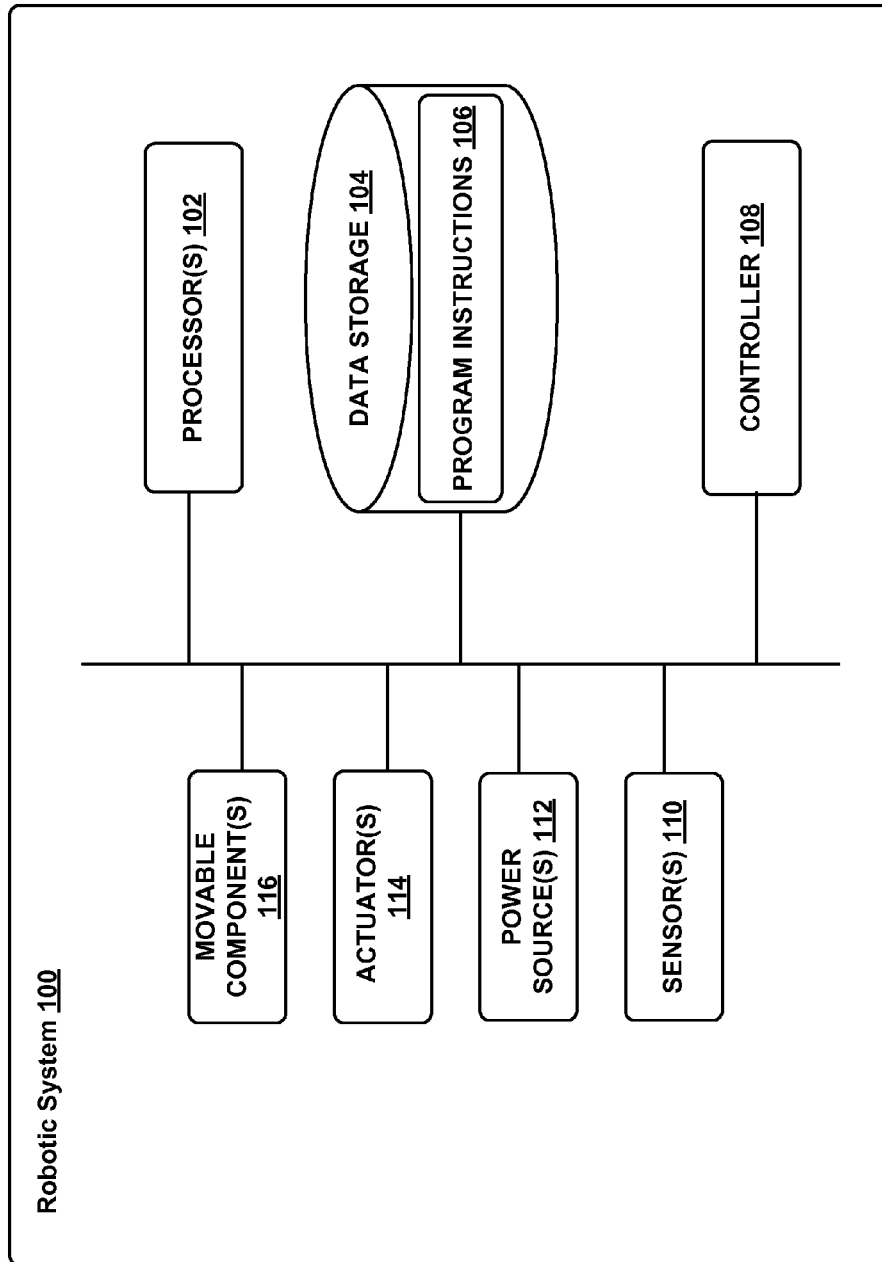 Robotic System 100
MOVABLE
COMPONENT(S)
116
ACTUATOR(S)
114
POWER
SOURCE(S) 112
SENSOR(S) 110
PROCESSOR(S) 102
DATA STORAGE 104
PROGRAM INSTRUCTIONS 106
CONTROLLER 108